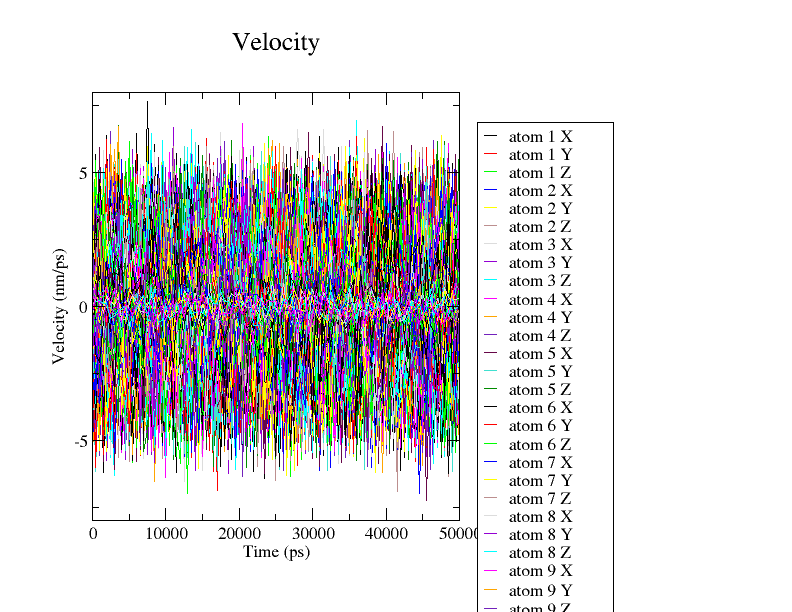 Velocity
Velocity (nm/ps)
5
0
-5
0 10000 20000 30000 40000 50000
Time (ps)
atom 1 X
atom 1 Y
atom 1 Z
atom 2 X
atom 2 Y
atom 2 Z
atom 3 X
atom 3 Y
atom 3 Z
atom 4 X
atom 4 Y
atom 4 Z
atom 5 X
atom 5 Y
atom 5 Z
atom 6 X
atom 6 Y
atom 6 Z
atom 7 X
atom 7 Y
atom 7 Z
atom 8 X
atom 8 Y
atom 8 Z
atom 9 X
atom 9 Y
atom 9 Z